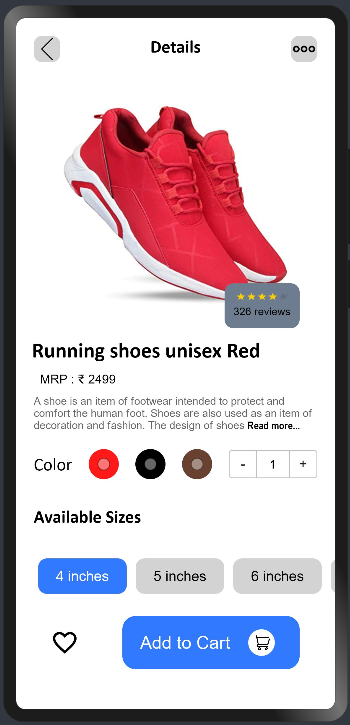 Details
326 reviews
Running shoes unisex Red
MRP : ₹ 2499
A shoe is an item of footwear intended to protect and
comfort the human foot. Shoes are also used as an item of
decoration and fashion. The design of shoes Read more...
Color - 1 +
Available Sizes
4 inches 5 inches 6 inches
Add to Cart